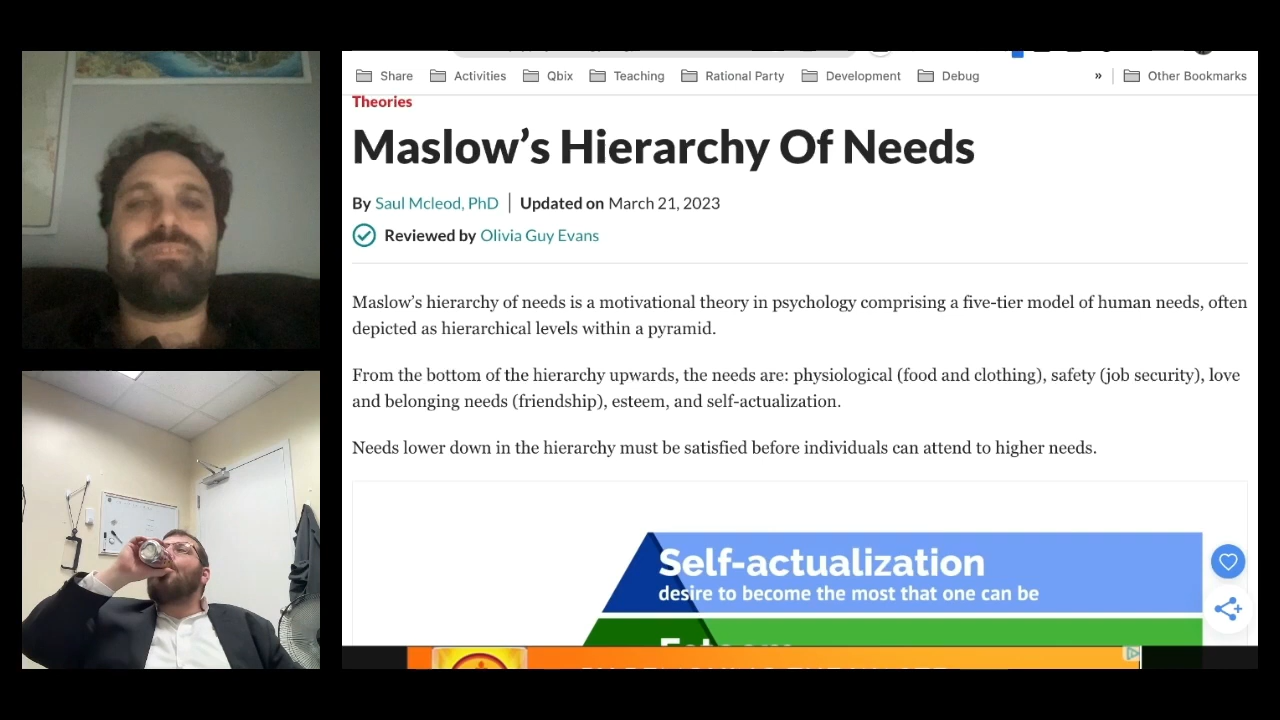 Share Activities Qbix Teaching Rational Party Development Debug » Other Bookmarks
Theories
Maslow’s Hierarchy Of Needs
By Saul Mcleod, PhD | Updated on March 21, 2023
Reviewed by Olivia Guy Evans
Maslow’s hierarchy of needs is a motivational theory in psychology comprising a five-tier model of human needs, often
depicted as hierarchical levels within a pyramid.
From the bottom of the hierarchy upwards, the needs are: physiological (food and clothing), safety (job security), love
and belonging needs (friendship), esteem, and self-actualization.
Needs lower down in the hierarchy must be satisfied before individuals can attend to higher needs.
Self-actualization
desire to become the most that one can be
Esteem